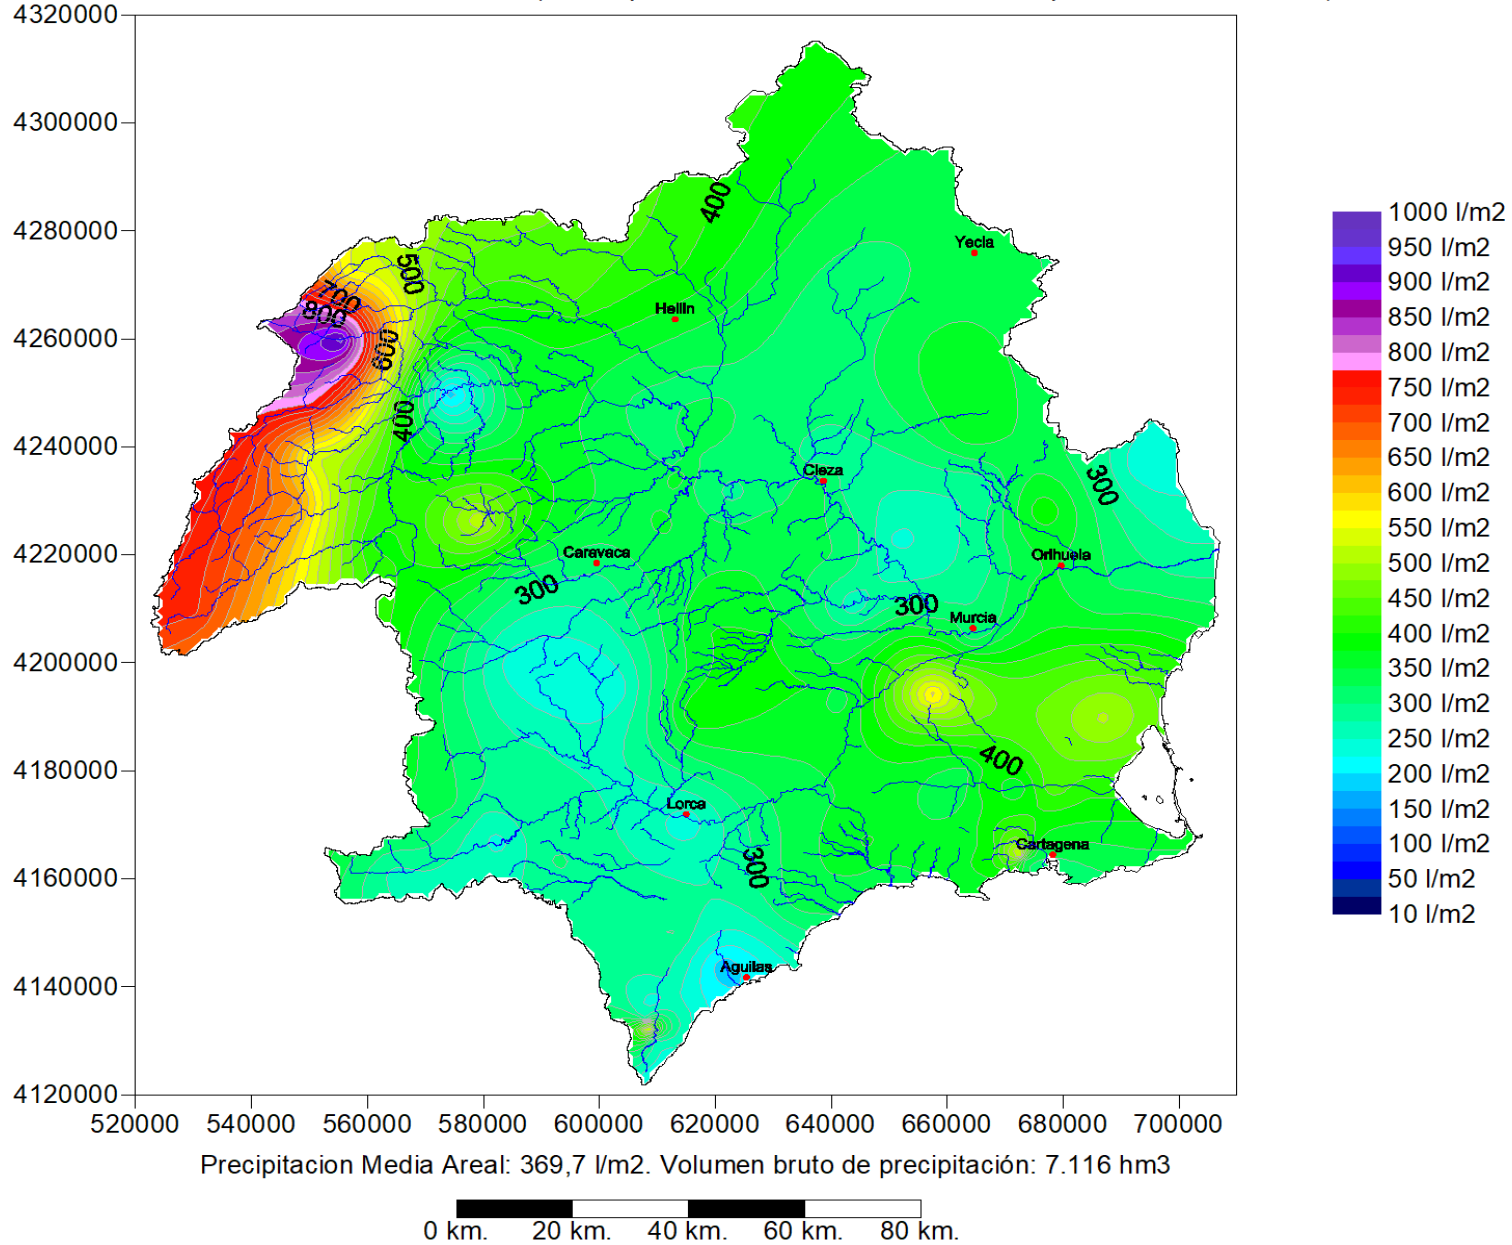 4320000
4300000
4280000
4260000
4240000
4220000
4200000
4180000
4160000
4140000
4120000
520000 540000 560000 580000 600000 620000 640000 660000 680000 700000
400
Yecla
500
700
800
Hellin
600
400
Cieza
300
Caravaca
Orihuela
300
300
Murcia
400
Lorca
Cartagena
300
Aguilas
1000 l/m2
950 l/m2
900 l/m2
850 l/m2
800 l/m2
750 l/m2
700 l/m2
650 l/m2
600 l/m2
550 l/m2
500 l/m2
450 l/m2
400 l/m2
350 l/m2
300 l/m2
250 l/m2
200 l/m2
150 l/m2
100 l/m2
50 l/m2
10 l/m2
Precipitacion Media Areal: 369,7 l/m2. Volumen bruto de precipitación: 7.116 hm3
0 km. 20 km. 40 km. 60 km. 80 km.